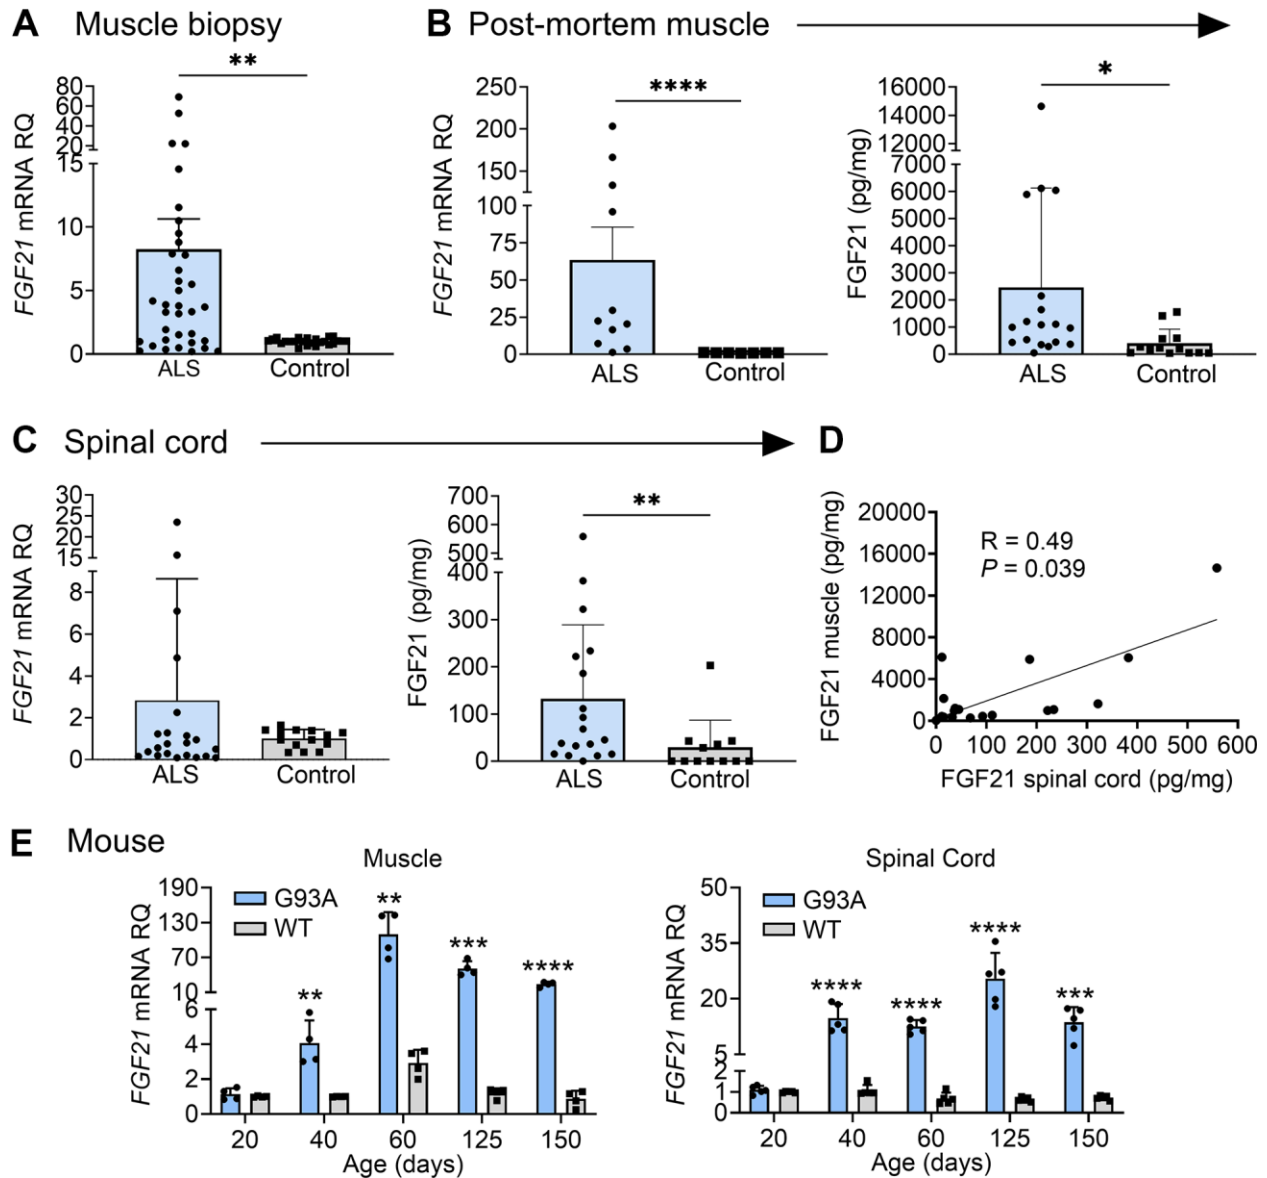 A Muscle biopsy
**
FGF21 mRNA RQ
80
60
40
20
15
10
5
0
ALS Control
B Post-mortem muscle
****
FGF21 mRNA RQ
250
200
150
100
75
50
25
0
ALS Control
*
FGF21 (pg/mg)
16000
14000
12000
7000
6000
5000
4000
3000
2000
1000
0
ALS Control
C Spinal cord
FGF21 mRNA RQ
30
25
20
15
8
6
4
2
0
ALS Control
**
FGF21 (pg/mg)
700
600
500
400
300
200
100
0
ALS Control
D
R = 0.49
P = 0.039
FGF21 muscle (pg/mg)
20000
16000
12000
8000
4000
0
0 100 200 300 400 500 600
FGF21 spinal cord (pg/mg)
E Mouse
Muscle
G93A
WT
FGF21 mRNA RQ
190
130
70
10
6
4
2
0
** ** *** ****
20 40 60 125 150
Age (days)
Spinal Cord
G93A
WT
FGF21 mRNA RQ
50
35
20
5
2
1
0
**** **** **** ***
20 40 60 125 150
Age (days)